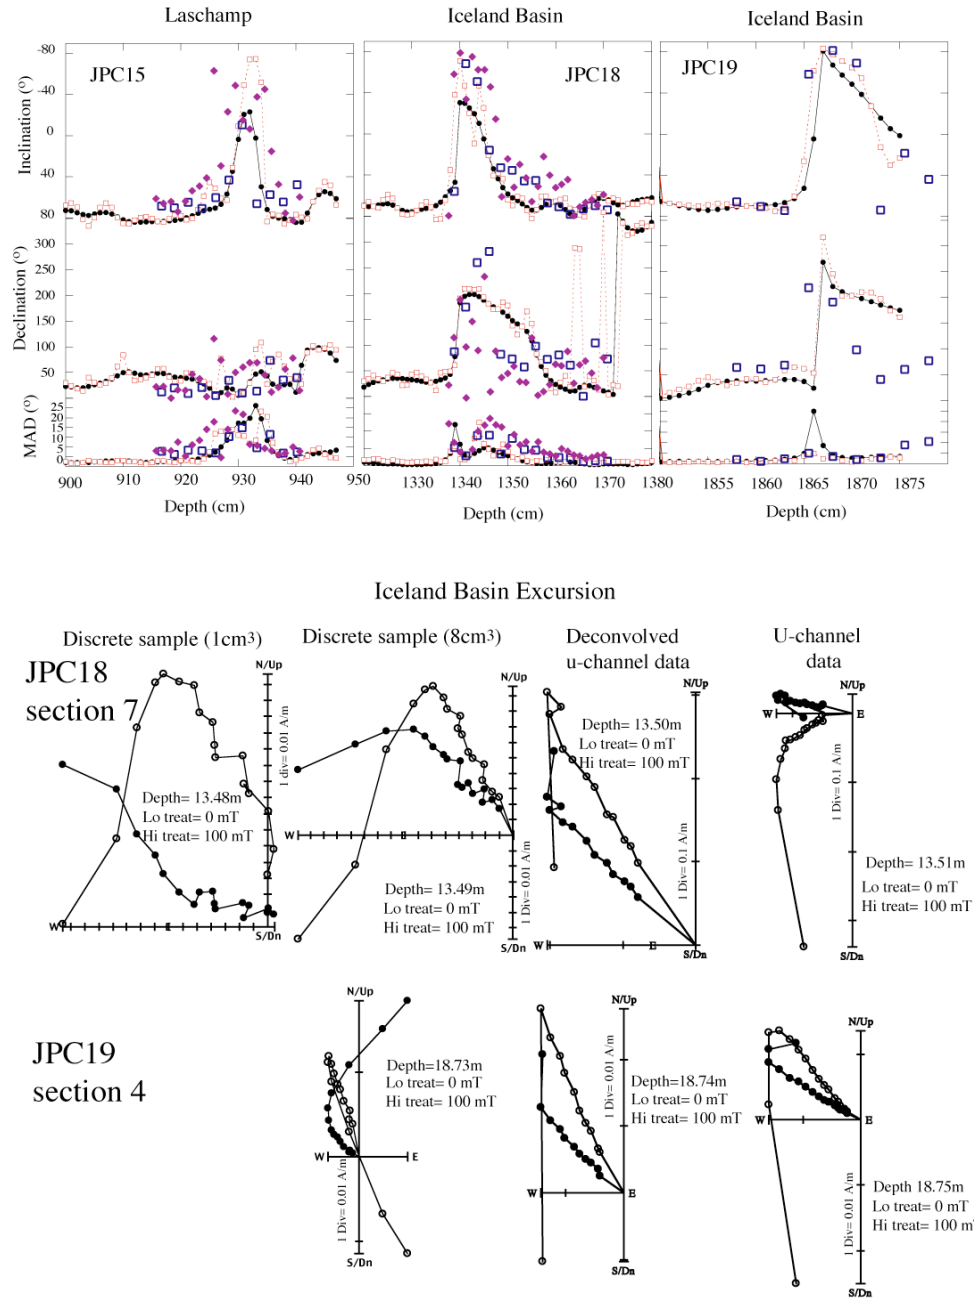 Laschamp
Iceland Basin
Iceland Basin
JPC15
JPC18
JPC19
Inclination (°)
-80
-40
0
40
80
Declination (°)
300
250
200
150
100
50
MAD (°)
25
20
15
10
5
0
900
910
920
930
940
950
1330
1340
1350
1360
1370
1380
1855
1860
1865
1870
1875
Depth (cm)
Depth (cm)
Depth (cm)
Iceland Basin Excursion
Discrete sample (1cm³)
Discrete sample (8cm³)
Deconvolved
u-channel data
U-channel
data
JPC18
section 7
N/Up
1 div= 0.01 A/m
Depth= 13.48m
Lo treat= 0 mT
Hi treat= 100 mT
W
E
S/Dn
N/Up
Depth= 13.49m
Lo treat= 0 mT
Hi treat= 100 mT
1 Div= 0.01 A/m
W
E
S/Dn
N/Up
Depth= 13.50m
Lo treat= 0 mT
Hi treat= 100 mT
1 Div= 0.1 A/m
W
E
S/Dn
N/Up
W
E
1 Div= 0.1 A/m
Depth= 13.51m
Lo treat= 0 mT
Hi treat= 100 mT
S/Dn
JPC19
section 4
N/Up
Depth=18.73m
Lo treat= 0 mT
Hi treat= 100 mT
W
E
1 Div= 0.01 A/m
S/Dn
N/Up
1 Div= 0.01 A/m
Depth=18.74m
Lo treat= 0 mT
Hi treat= 100 mT
W
E
S/Dn
N/Up
W
E
1 Div= 0.01 A/m
Depth 18.75m
Lo treat= 0 mT
Hi treat= 100 mT
S/Dn